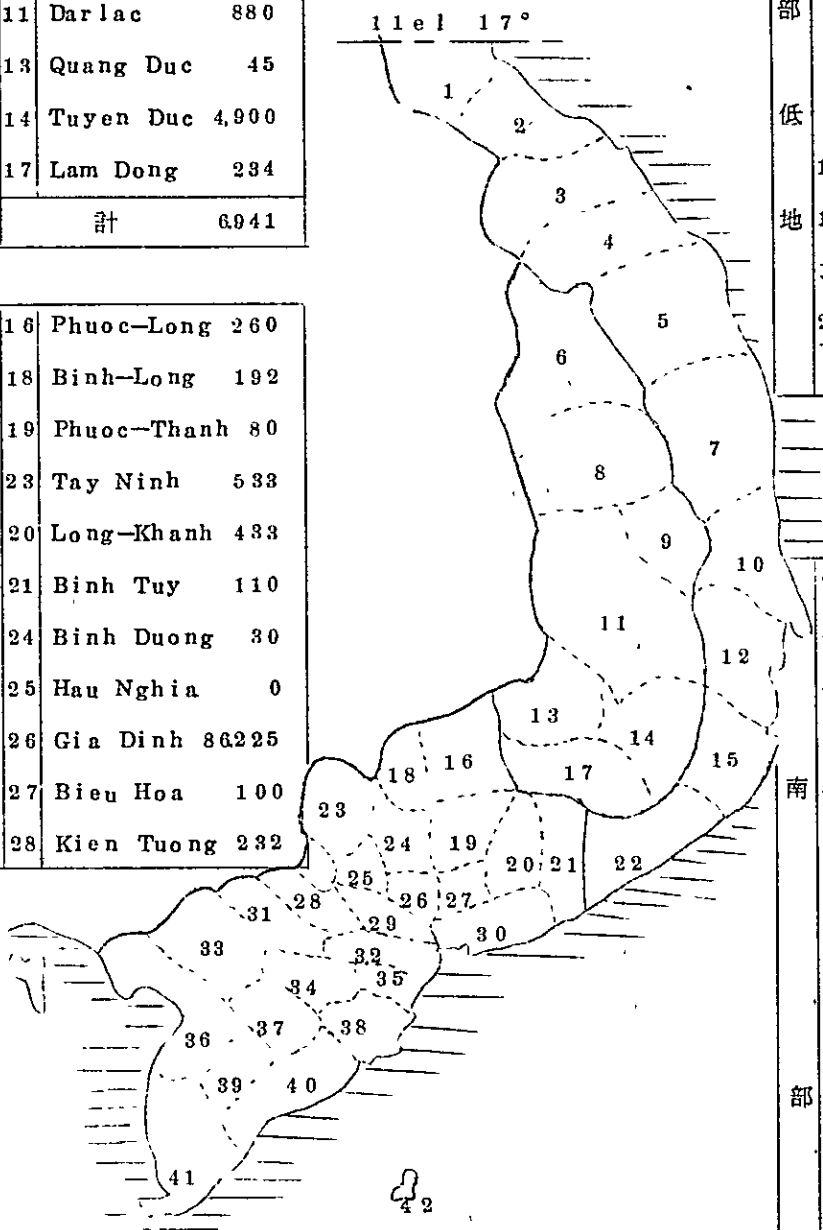 11 Darlac 880
13 Quang Duc 45
14 Tuyen Duc 4,900
17 Lam Dong 234
計 6.941
16 Phuoc-Long 260
18 Binh-Long 192
19 Phuoc-Thanh 80
23 Tay Ninh 533
20 Long-Khanh 433
21 Binh Tuy 110
24 Binh Duong 30
25 Hau Nghia 0
26 Gia Dinh 86.225
27 Bieu Hoa 100
28 Kien Tuong 232
11el 17°
1
2
3
4
5
6
7
8
9
10
11
12
13
14
15
16
17
18
19
20
21
22
23
24
25
26
27
28
29
30
31
32
33
34
35
36
37
38
39
40
41
42
部
低
地
南
部